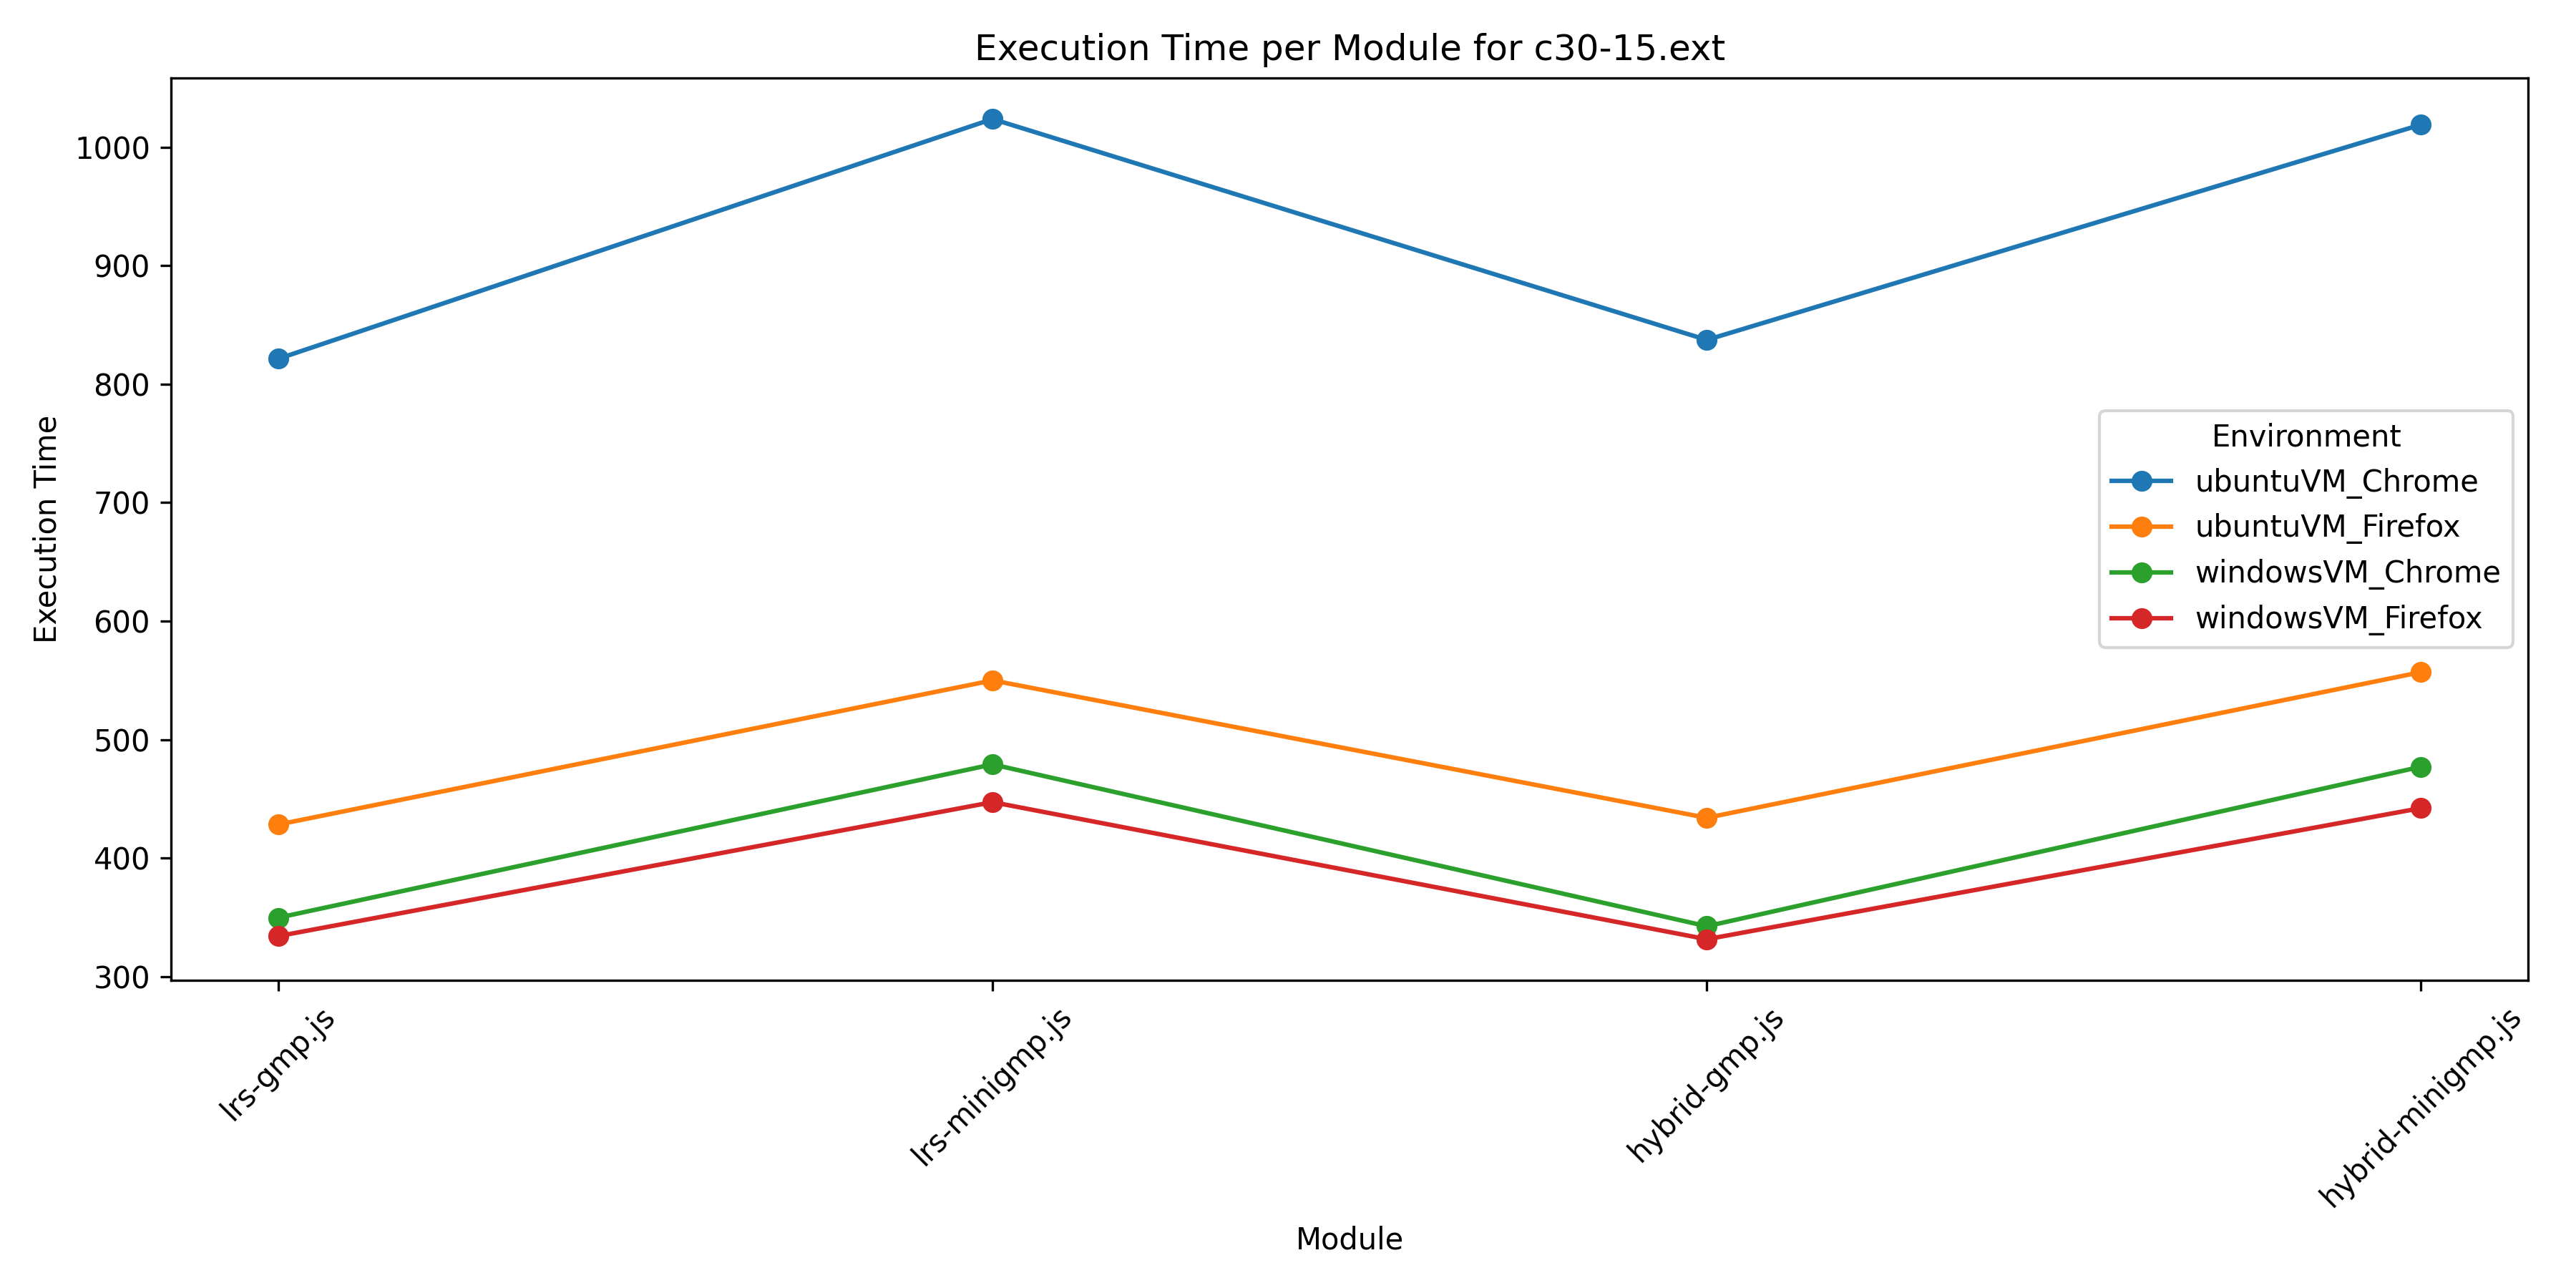 Execution Time per Module for c30-15.ext
Execution Time
1000
900
800
700
600
500
400
300
Environment
ubuntuVM_Chrome
ubuntuVM_Firefox
windowsVM_Chrome
windowsVM_Firefox
lrs-gmp.js
lrs-minigmp.js
hybrid-gmp.js
hybrid-minigmp.js
Module